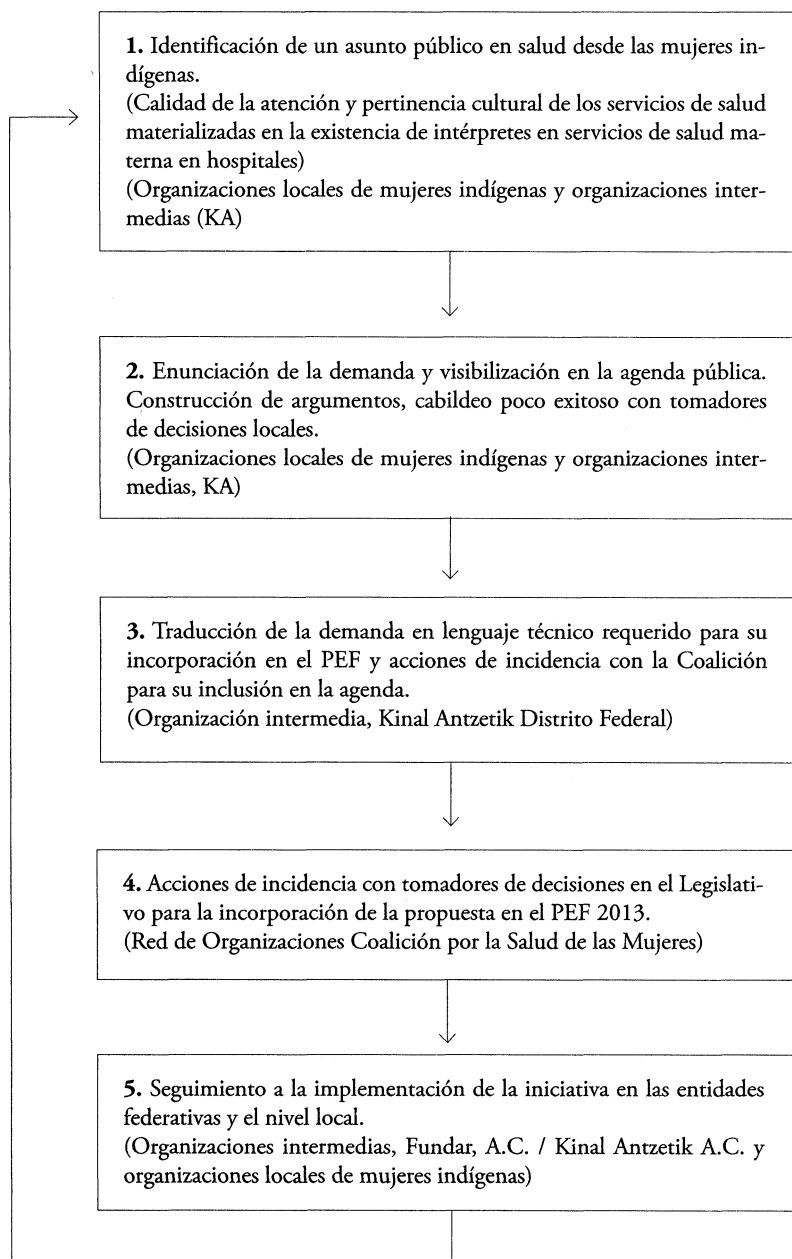 1. Identificación de un asunto público en salud desde las mujeres in-
dígenas.
(Calidad de la atención y pertinencia cultural de los servicios de salud
materializadas en la existencia de intérpretes en servicios de salud ma-
terna en hospitales)
(Organizaciones locales de mujeres indígenas y organizaciones inter-
medias (KA)
2. Enunciación de la demanda y visibilización en la agenda pública.
Construcción de argumentos, cabildeo poco exitoso con tomadores
de decisiones locales.
(Organizaciones locales de mujeres indígenas y organizaciones inter-
medias, KA)
3. Traducción de la demanda en lenguaje técnico requerido para su
incorporación en el PEF y acciones de incidencia con la Coalición
para su inclusión en la agenda.
(Organización intermedia, Kinal Antzetik Distrito Federal)
4. Acciones de incidencia con tomadores de decisiones en el Legislati-
vo para la incorporación de la propuesta en el PEF 2013.
(Red de Organizaciones Coalición por la Salud de las Mujeres)
5. Seguimiento a la implementación de la iniciativa en las entidades
federativas y el nivel local.
(Organizaciones intermedias, Fundar, A.C. / Kinal Antzetik A.C. y
organizaciones locales de mujeres indígenas)